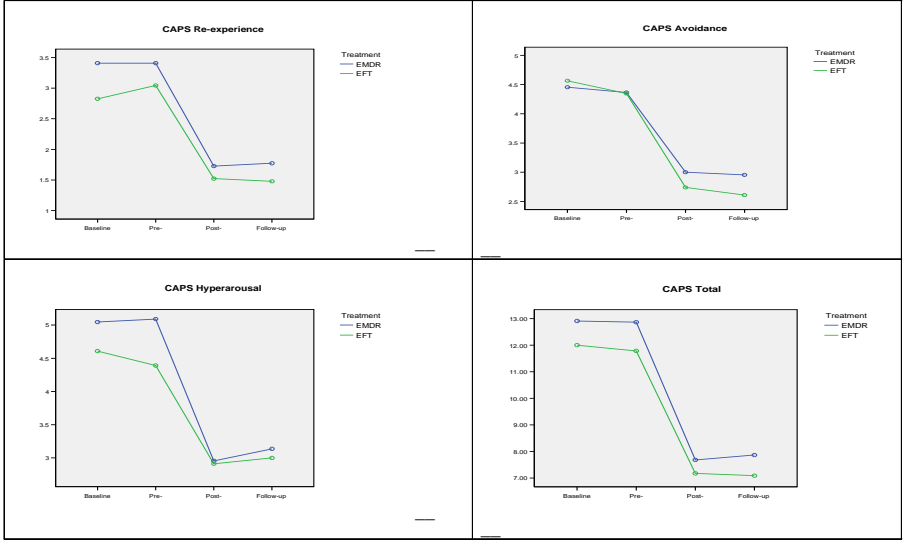 CAPS Re-experience
Treatment
EMDR
EFT
3.5
3
2.5
2
1.5
1
Baseline Pre- Post- Follow-up
CAPS Avoidance
Treatment
EMDR
EFT
5
4.5
4
3.5
3
2.5
Baseline Pre- Post- Follow-up
CAPS Hyperarousal
Treatment
EMDR
EFT
5
4.5
4
3
Baseline Pre- Post- Follow-up
CAPS Total
Treatment
EMDR
EFT
13.00
12.00
11.00
10.00
9.00
8.00
7.00
Baseline Pre- Post- Follow-up